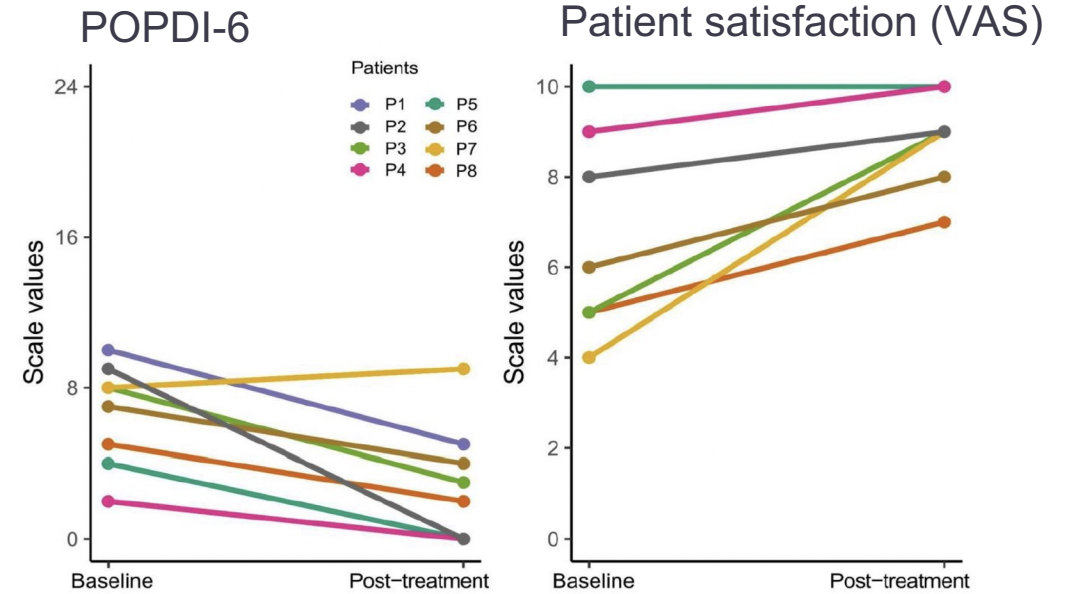 POPDI-6
Patient satisfaction (VAS)
Patients
P1 P5
P2 P6
P3 P7
P4 P8
Scale values
24
16
8
0
Baseline Post-treatment
Scale values
10
8
6
4
2
0
Baseline Post-treatment